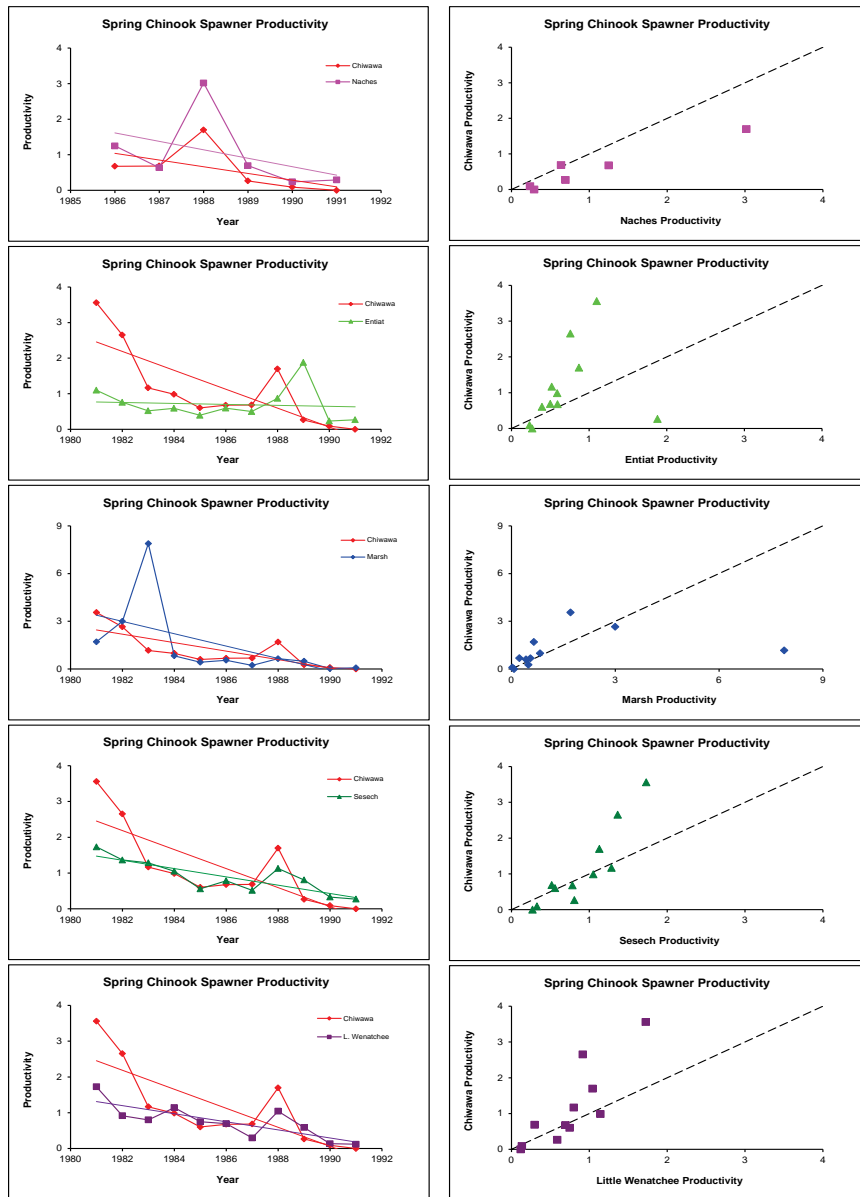 Spring Chinook Spawner Productivity
4
3
2
1
0
Productivity
Chiwawa
Naches
1985 1986 1987 1988 1989 1990 1991 1992
Year
Spring Chinook Spawner Productivity
4
3
2
1
0
Chiwawa Productivity
0 1 2 3 4
Naches Productivity
Spring Chinook Spawner Productivity
4
3
2
1
0
Productivity
Chiwawa
Entiat
1980 1982 1984 1986 1988 1990 1992
Year
Spring Chinook Spawner Productivity
4
3
2
1
0
Chiwawa Productivity
0 1 2 3 4
Entiat Productivity
Spring Chinook Spawner Productivity
9
6
3
0
Productivity
Chiwawa
Marsh
1980 1982 1984 1986 1988 1990 1992
Year
Spring Chinook Spawner Productivity
9
6
3
0
Chiwawa Productivity
0 3 6 9
Marsh Productivity
Spring Chinook Spawner Productivity
4
3
2
1
0
Prodcutivity
Chiwawa
Sesech
1980 1982 1984 1986 1988 1990 1992
Year
Spring Chinook Spawner Productivity
4
3
2
1
0
Chiwawa Productivity
0 1 2 3 4
Sesech Productivity
Spring Chinook Spawner Productivity
4
3
2
1
0
Productivity
Chiwawa
L. Wenatchee
1980 1982 1984 1986 1988 1990 1992
Year
Spring Chinook Spawner Productivity
4
3
2
1
0
Chiwawa Productivity
0 1 2 3 4
Little Wenatchee Productivity